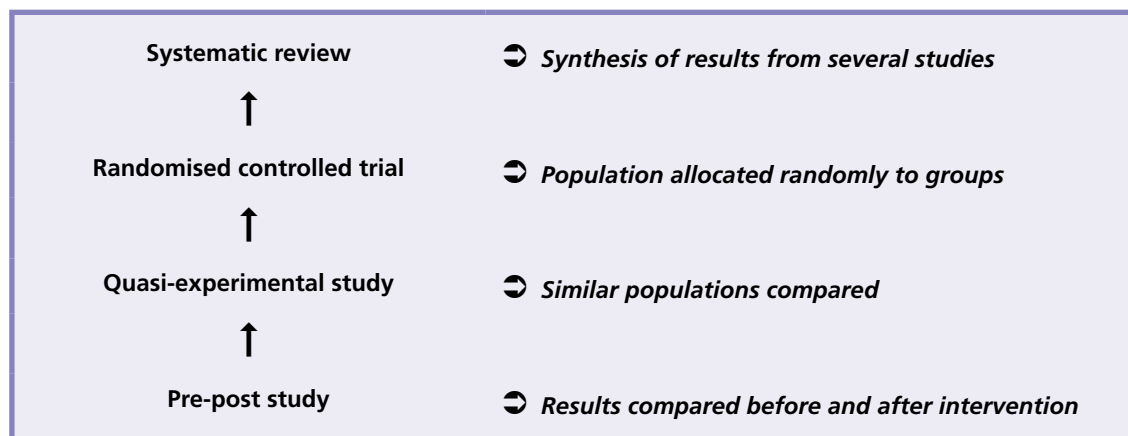 Systematic review ➲ Synthesis of results from several studies
↑
Randomised controlled trial ➲ Population allocated randomly to groups
↑
Quasi-experimental study ➲ Similar populations compared
↑
Pre-post study ➲ Results compared before and after intervention